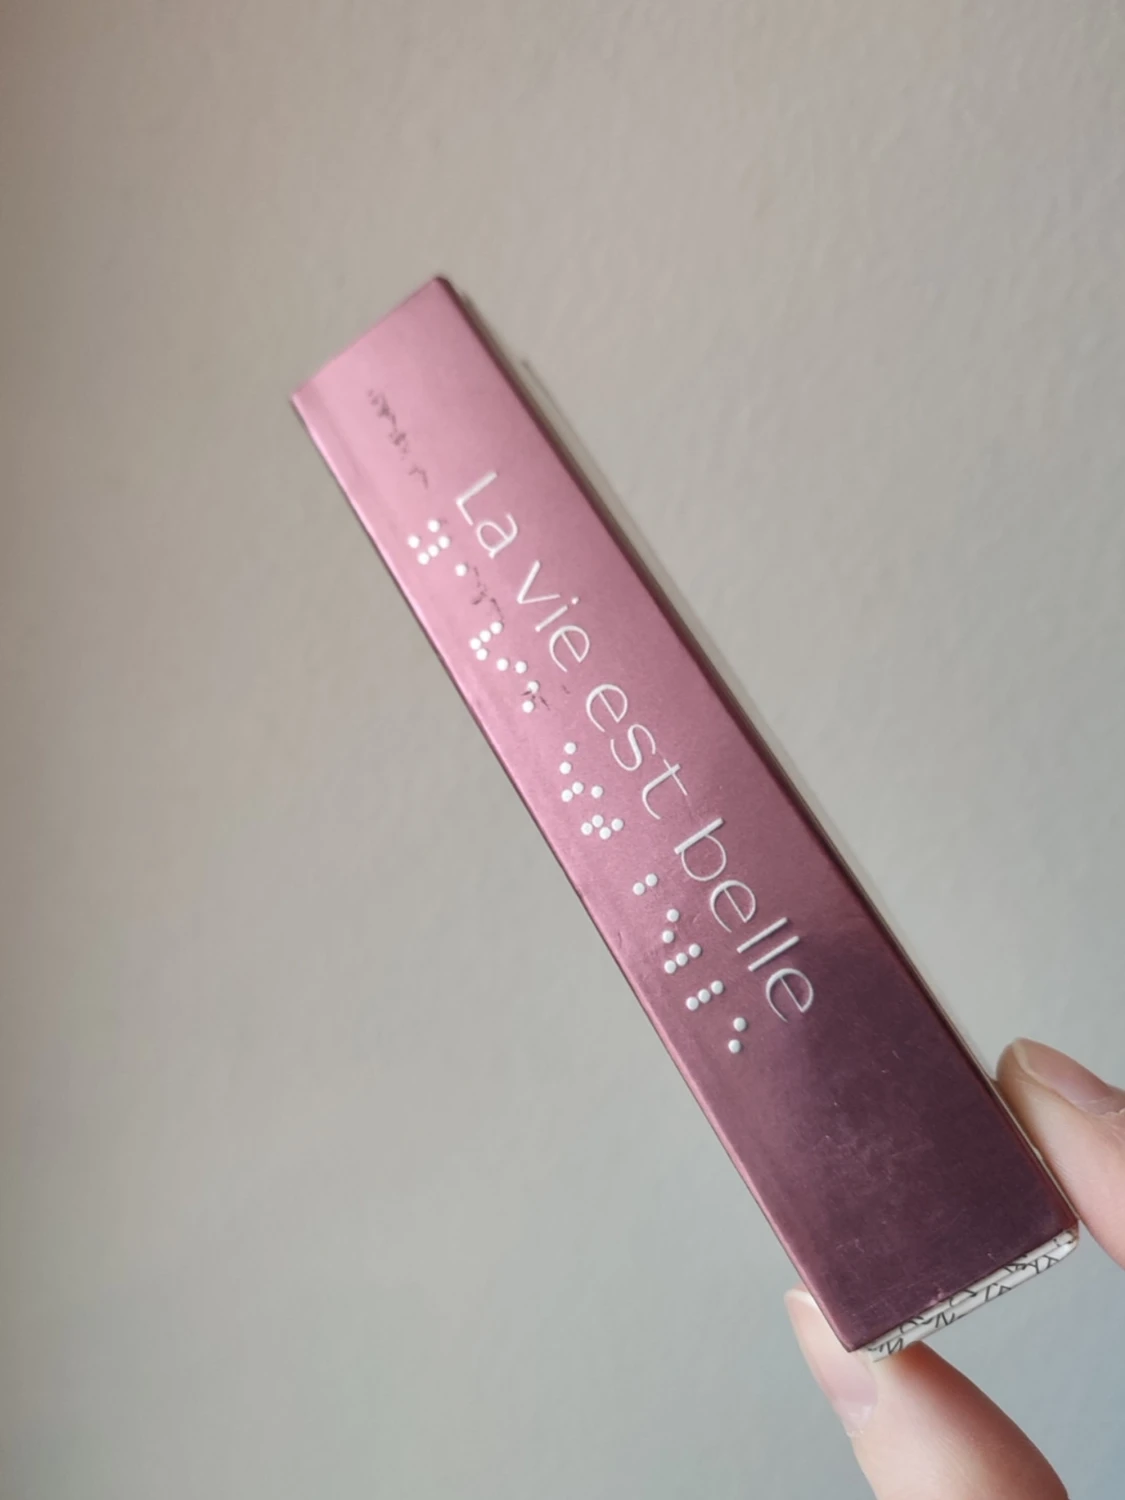 La vie est belle
⠨⠇⠁ ⠧⠊⠑ ⠑⠎⠞ ⠃⠑⠇⠇⠑